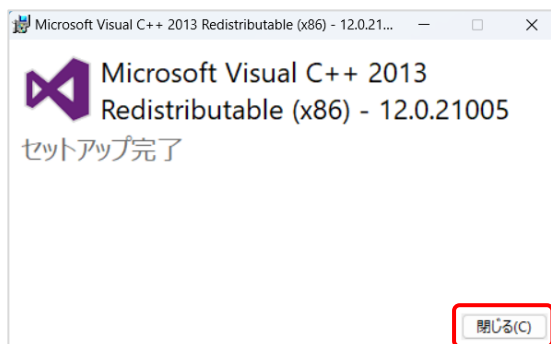 Microsoft Visual C++ 2013 Redistributable (x86) - 12.0.21...
Microsoft Visual C++ 2013
Redistributable (x86) - 12.0.21005
セットアップ完了
閉じる(C)